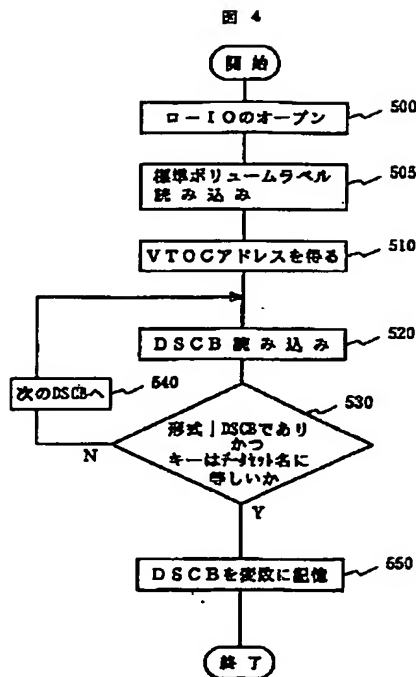 図 4
開 始
ローIOのオープン
500
標準ボリュームラベル
読み込み
505
VTOCアドレスを得る
510
DSCB 読み込み
520
次のDSCBへ
540
530
形式1DSCBであり
かつ
キーはデータセット名に
等しいか
N
Y
DSCBを変数に記憶
550
終 了